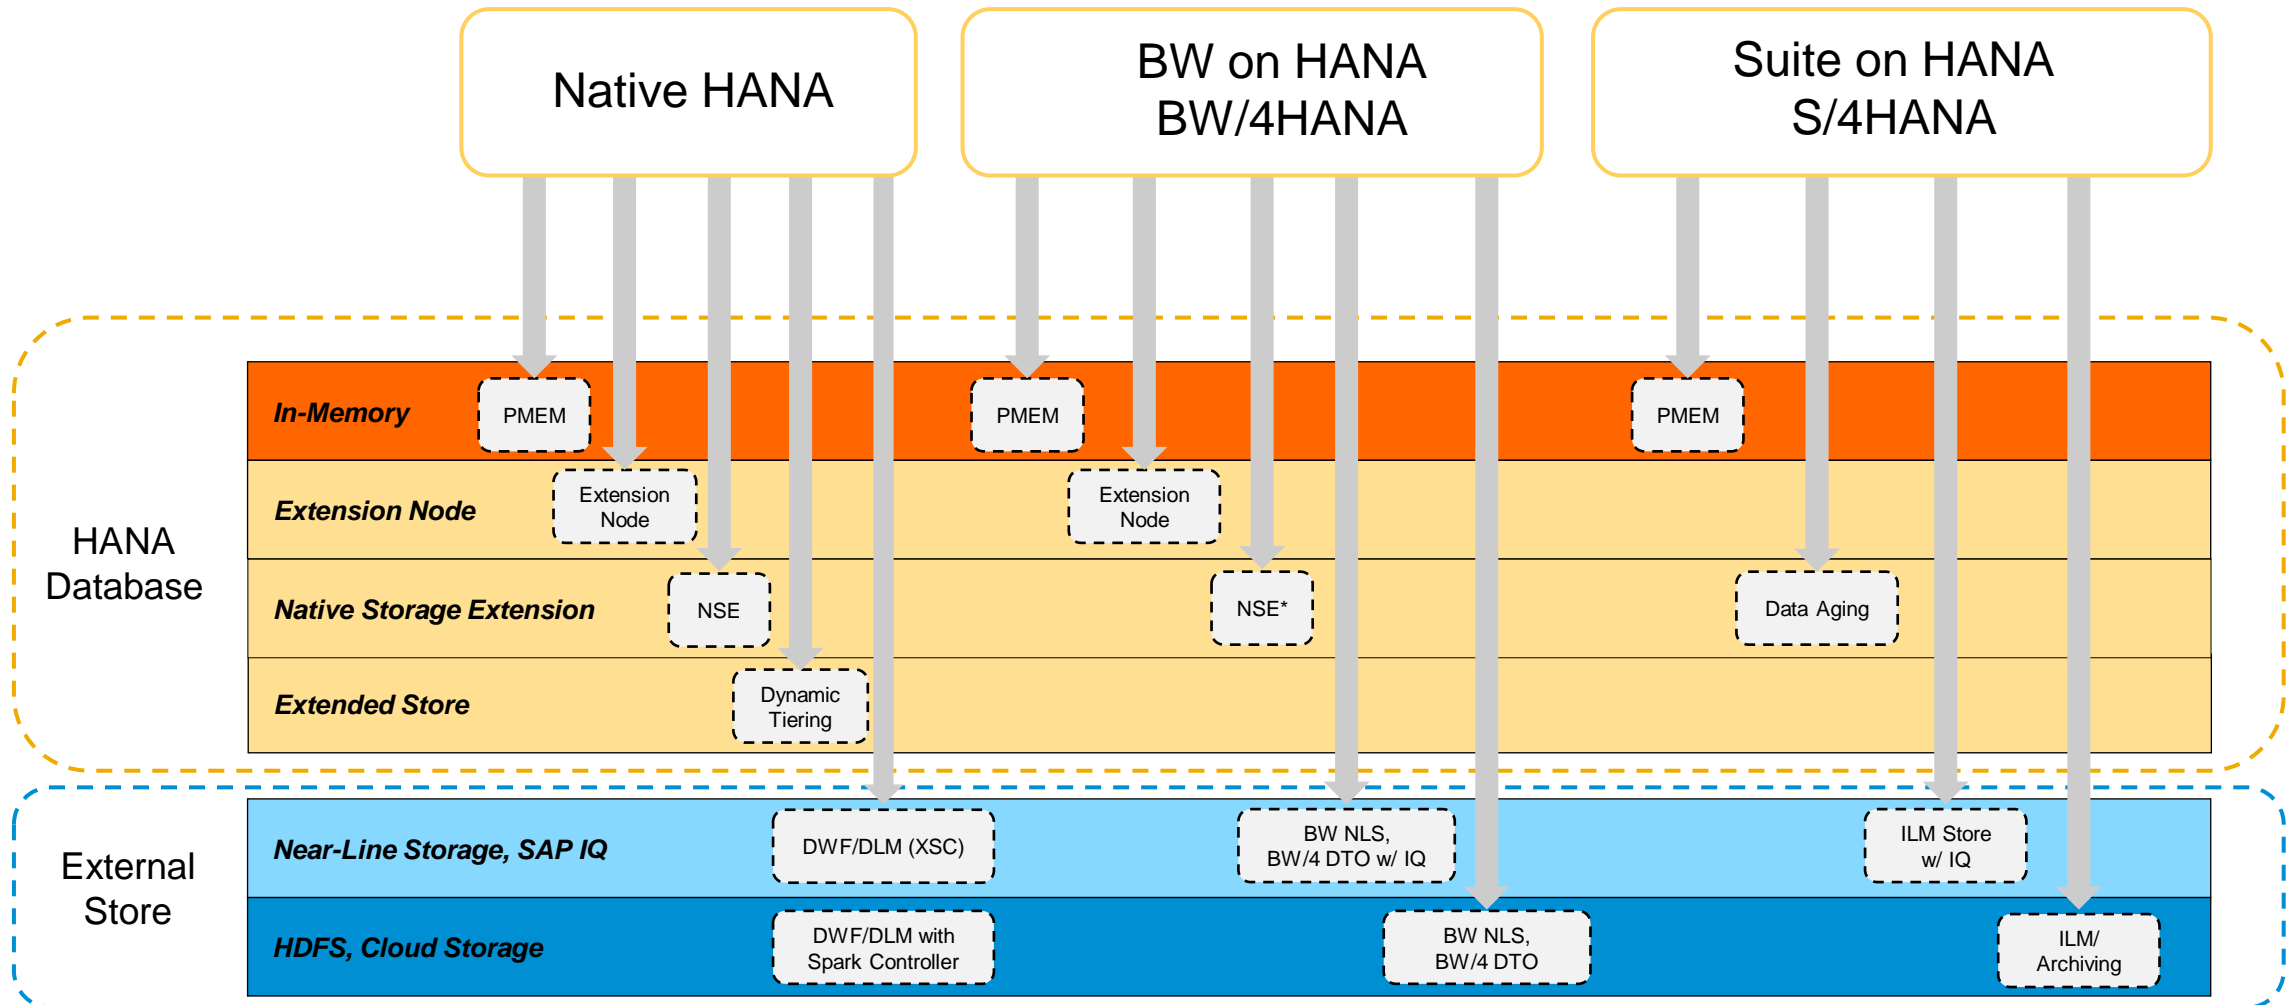 Native HANA
BW on HANA
BW/4HANA
Suite on HANA
S/4HANA
HANA
Database
In-Memory
PMEM
PMEM
PMEM
Extension Node
Extension
Node
Extension
Node
Native Storage Extension
NSE
NSE*
Data Aging
Extended Store
Dynamic
Tiering
External
Store
Near-Line Storage, SAP IQ
DWF/DLM (XSC)
BW NLS,
BW/4 DTO w/ IQ
ILM Store
w/ IQ
HDFS, Cloud Storage
DWF/DLM with
Spark Controller
BW NLS,
BW/4 DTO
ILM/
Archiving